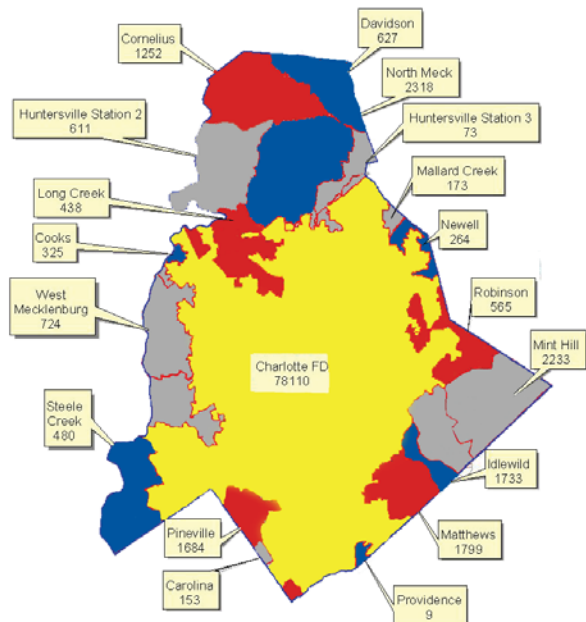 Davidson
627
Cornelius
1252
North Meck
2318
Huntersville Station 2
611
Huntersville Station 3
73
Mallard Creek
173
Long Creek
438
Newell
264
Cooks
325
Robinson
565
West
Mecklenburg
724
Mint Hill
2233
Charlotte FD
78110
Steele
Creek
480
Idlewild
1733
Pineville
1684
Matthews
1799
Carolina
153
Providence
9